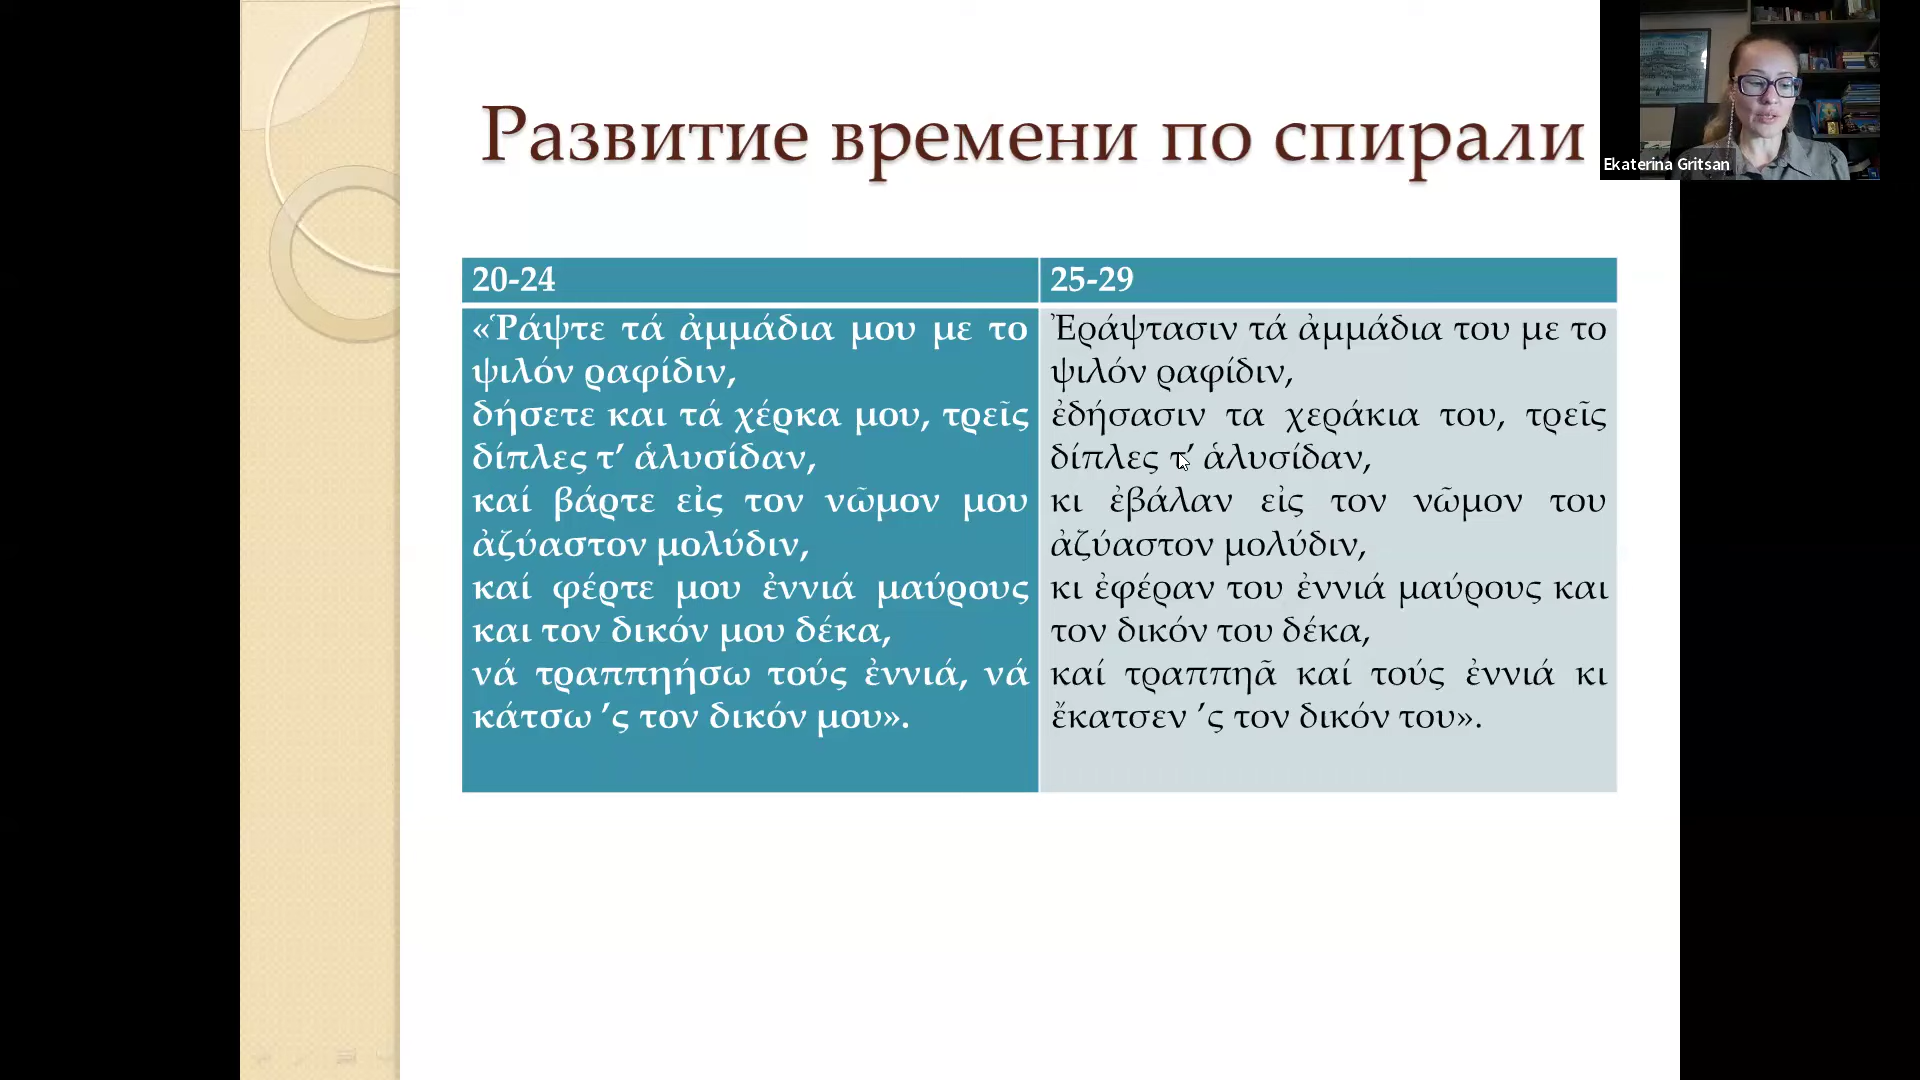 Развитие времени по спирали
Ekaterina Gritsan
20-24
«Ῥάψτε τά ἀμμάδια μου με το
ψιλόν ραφίδιν,
δήσετε και τά χέρκα μου, τρεῖς
δίπλες τ’ ἁλυσίδαν,
καί βάρτε εἰς τον νῶμον μου
ἀζύαστον μολύδιν,
καί φέρτε μου ἐννιά μαύρους
και τον δικόν μου δέκα,
νά τραππηήσω τούς ἐννιά, νά
κάτσω ’ς τον δικόν μου».
25-29
Ἐράψτασιν τά ἀμμάδια του με το
ψιλόν ραφίδιν,
ἐδήσασιν τα χεράκια του, τρεῖς
δίπλες τ’ ἁλυσίδαν,
κι ἐβάλαν εἰς τον νῶμον του
ἀζύαστον μολύδιν,
κι ἐφέραν του ἐννιά μαύρους και
τον δικόν του δέκα,
καί τραππηᾶ καί τούς ἐννιά κι
ἔκατσεν ’ς τον δικόν του».